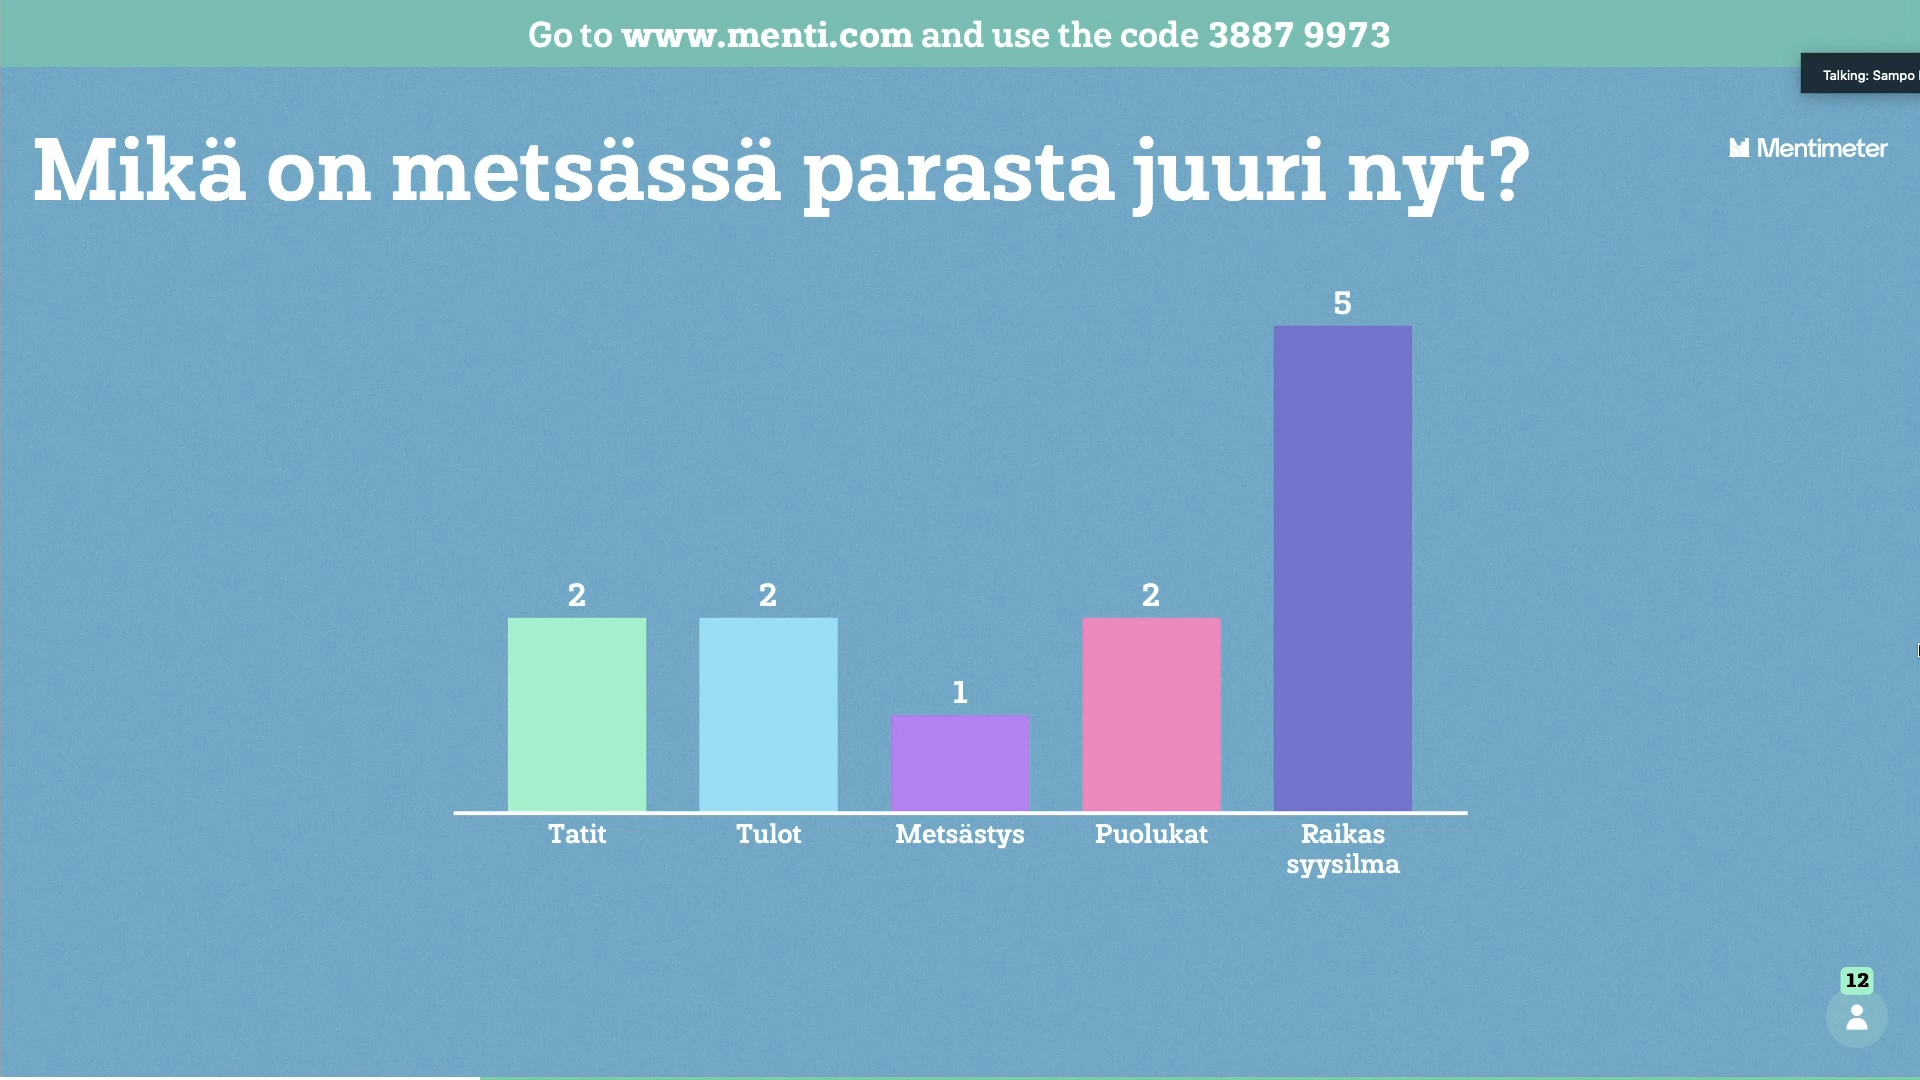 Go to www.menti.com and use the code 3887 9973
Talking: Sampo
Mikä on metsässä parasta juuri nyt?
Mentimeter
5
2
2
2
1
Tatit
Tulot
Metsästys
Puolukat
Raikas
syysilma
12